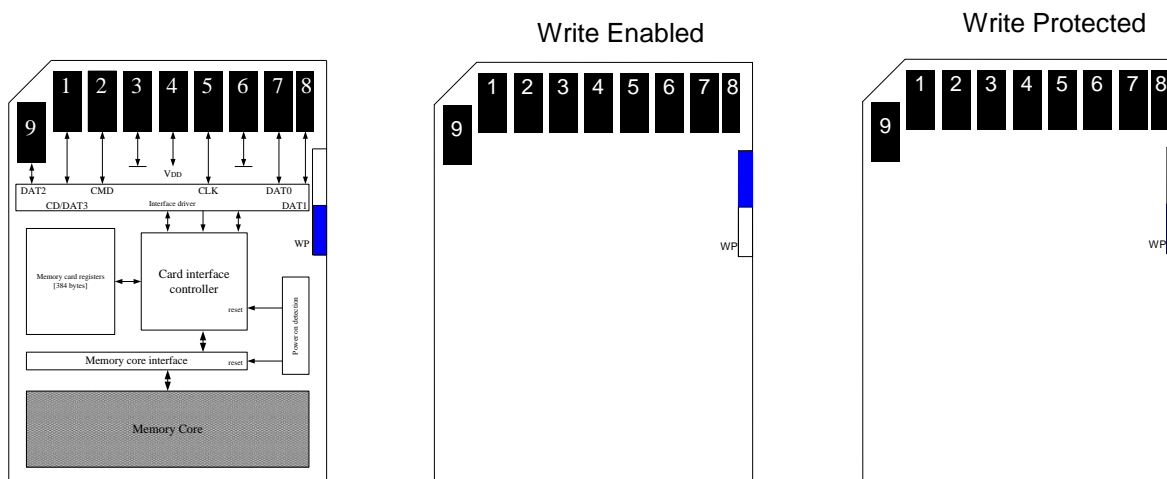 Write Enabled
Write Protected
1 2 3 4 5 6 7 8
9
VDD
DAT2 CMD CLK DAT0
CD/DAT3 Interface driver DAT1
WP
Memory card registers
[384 bytes]
Card interface
controller
reset
Power on detection
Memory core interface reset
Memory Core
1 2 3 4 5 6 7 8
9
WP
1 2 3 4 5 6 7 8
9
WP